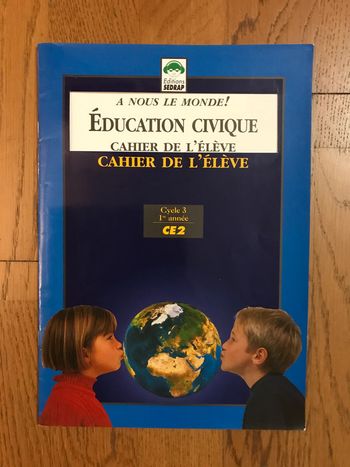 Éditions
SEDRAP
A NOUS LE MONDE!
ÉDUCATION CIVIQUE
CAHIER DE L'ÉLÈVE
CAHIER DE L'ÉLÈVE
Cycle 3
1re année
CE2